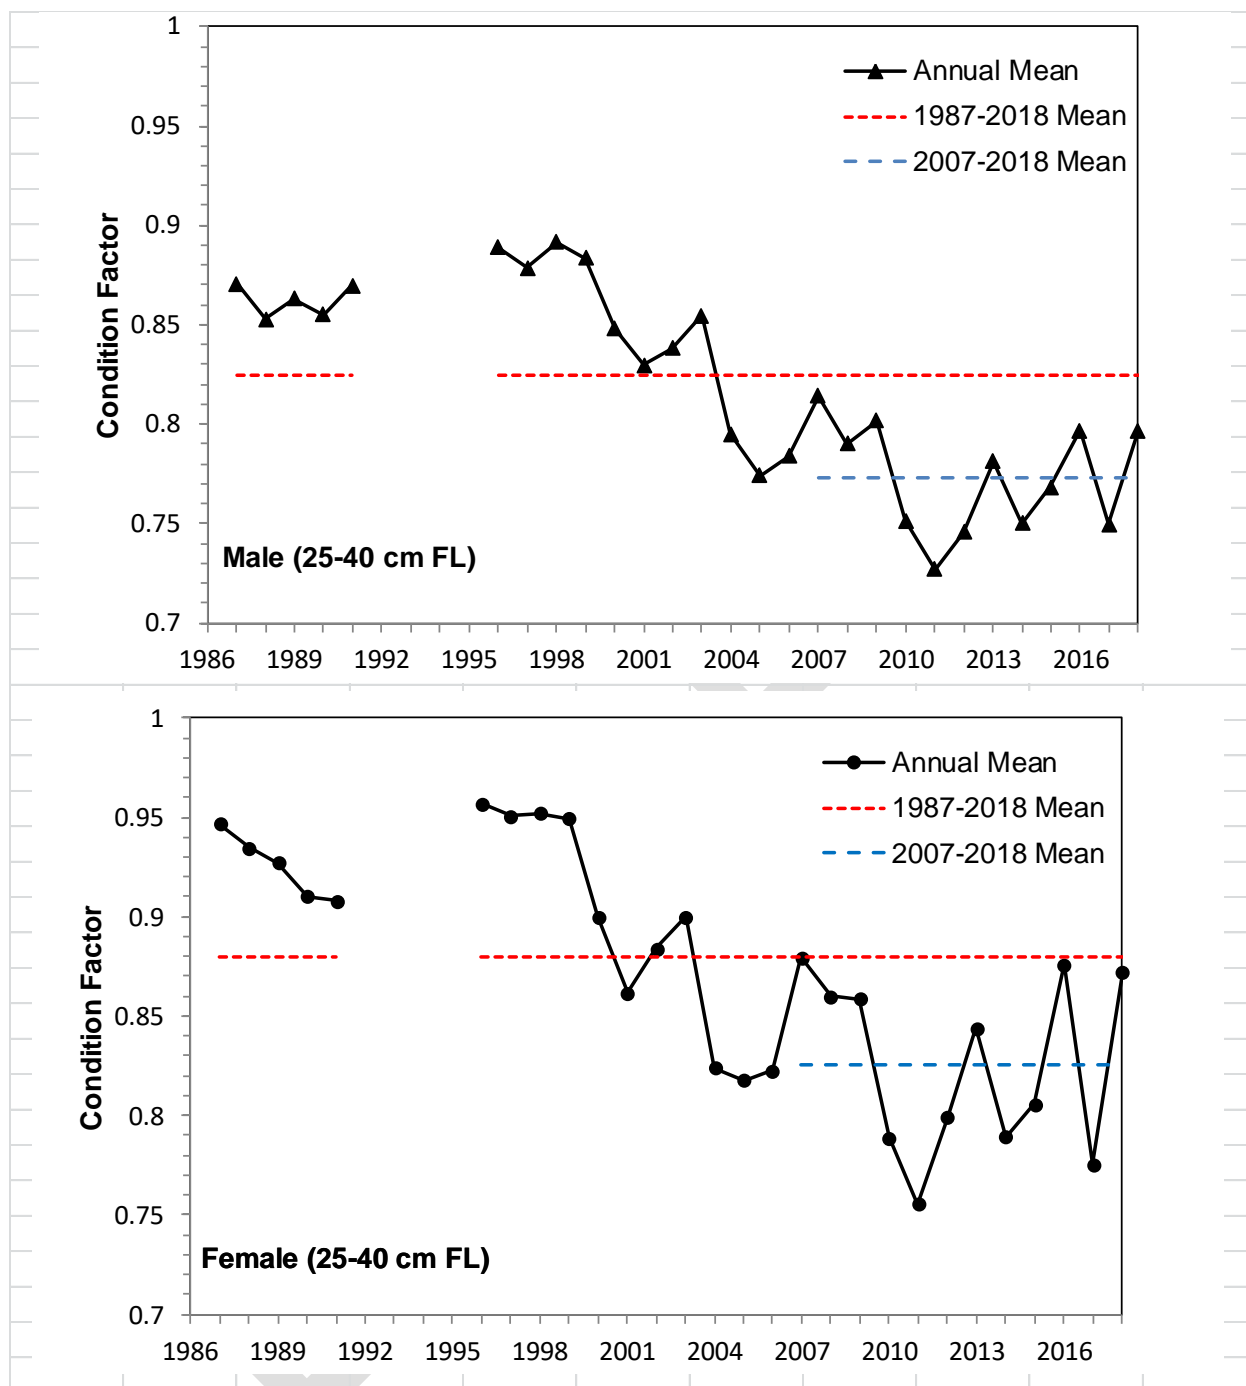 1
0.95
0.9
0.85
0.8
0.75
0.7
Condition Factor
Annual Mean
1987-2018 Mean
2007-2018 Mean
Male (25-40 cm FL)
1986 1989 1992 1995 1998 2001 2004 2007 2010 2013 2016
1
0.95
0.9
0.85
0.8
0.75
0.7
Condition Factor
Annual Mean
1987-2018 Mean
2007-2018 Mean
Female (25-40 cm FL)
1986 1989 1992 1995 1998 2001 2004 2007 2010 2013 2016